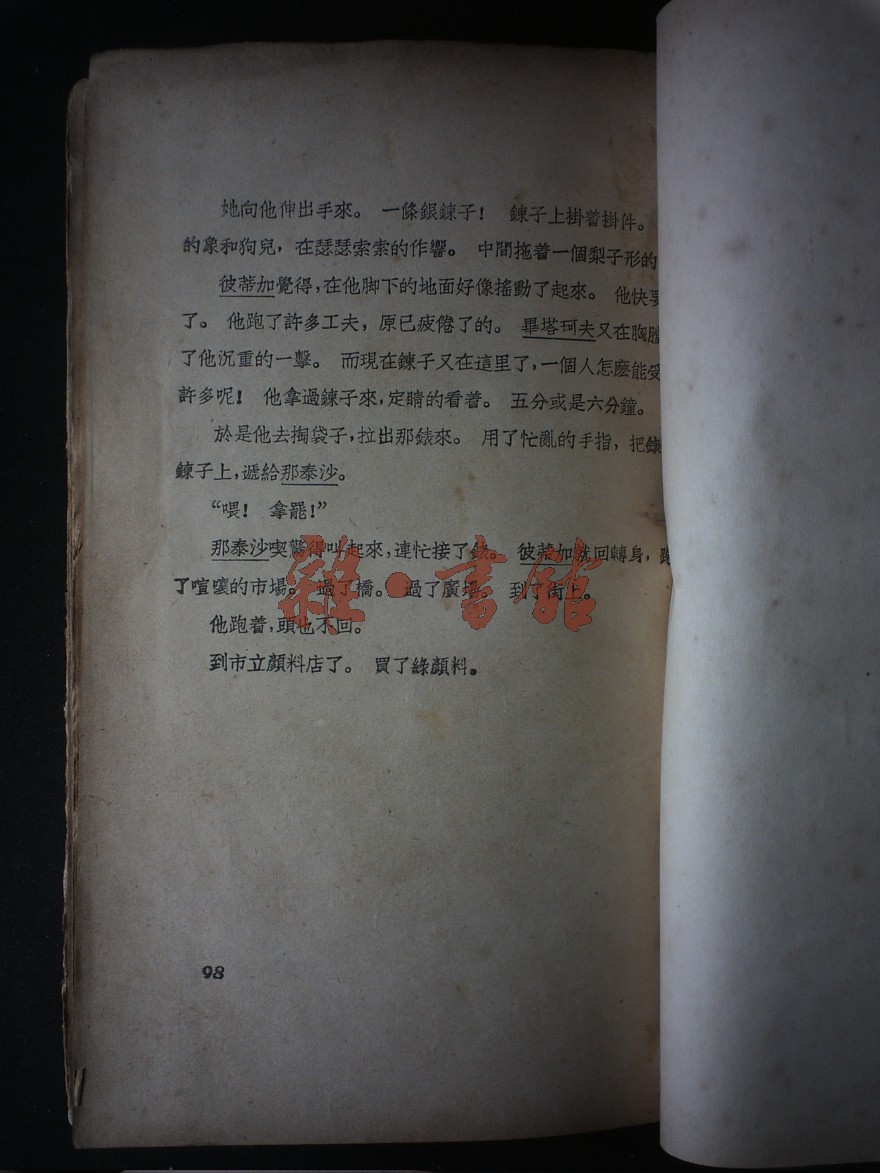 她向他伸出手來。 一條銀鍊子! 鍊子上掛着掛件。
的象和狗兒，在瑟瑟索索的作響。 中間拖着一個梨子形的
彼蒂加覺得，在他脚下的地面好像搖動了起來。 他快要
了。 他跑了許多工夫，原已疲倦了的。 畢塔珂夫又在胸膛
了他沉重的一擊。 而現在鍊子又在這里了，一個人怎麽能受
許多呢! 他拿過鍊子來，定睛的看着。 五分或是六分鐘。
於是他去掏袋子，拉出那錶來。 用了忙亂的手指，把錶
鍊子上，遞給那泰沙。
“喂! 拿罷!”
那泰沙喫驚得叫起來，連忙接了錶。 彼蒂加就回轉身，跑
了喧嚷的市場。 過了橋。 過了廣場。 到了街上。
他跑着，頭也不回。
到市立顏料店了。 買了綠顏料。
98
雜·書館